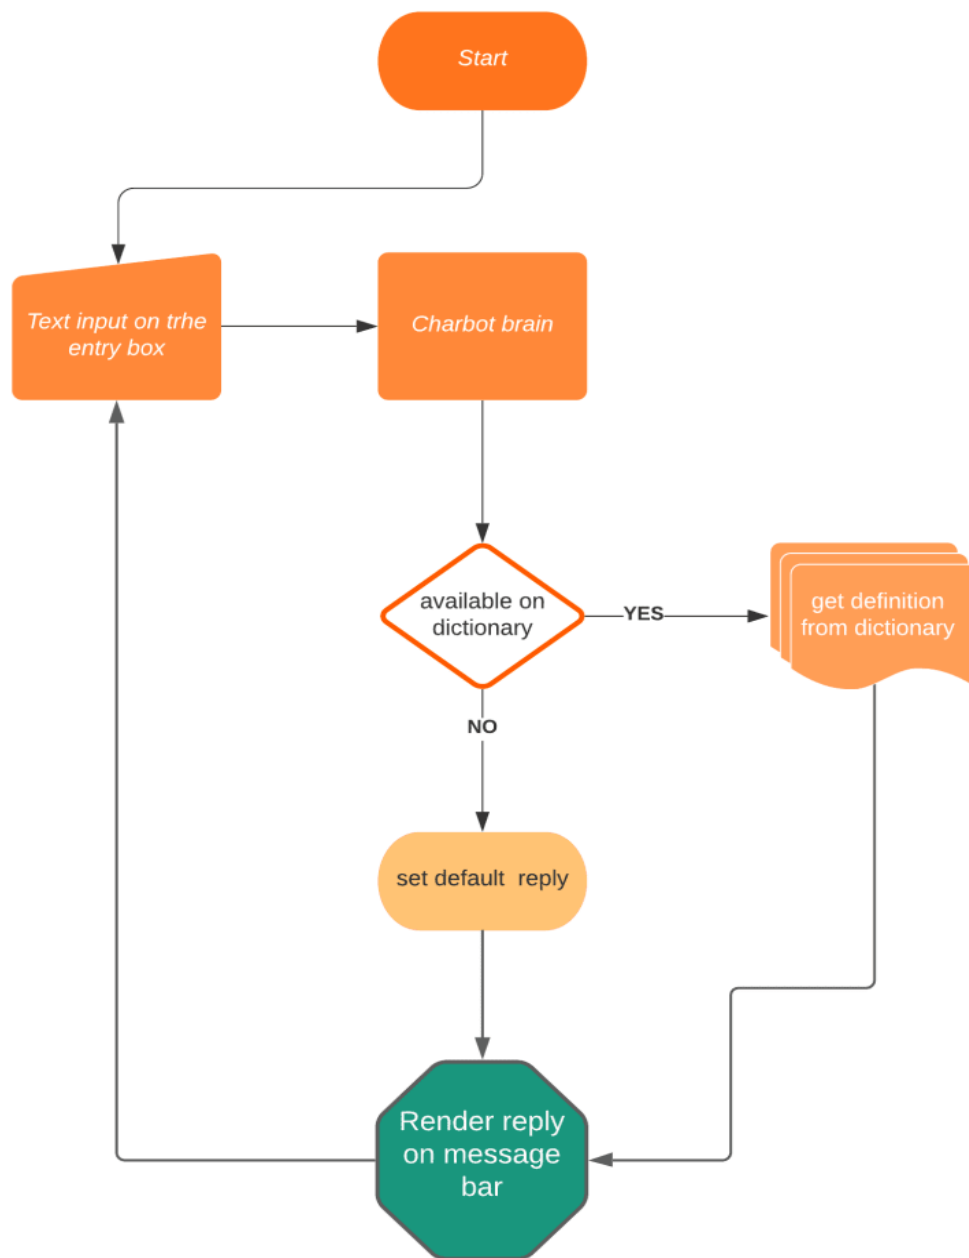 Start
Text input on trhe
entry box
Charbot brain
available on
dictionary
YES
get definition
from dictionary
NO
set default  reply
Render reply
on message
bar